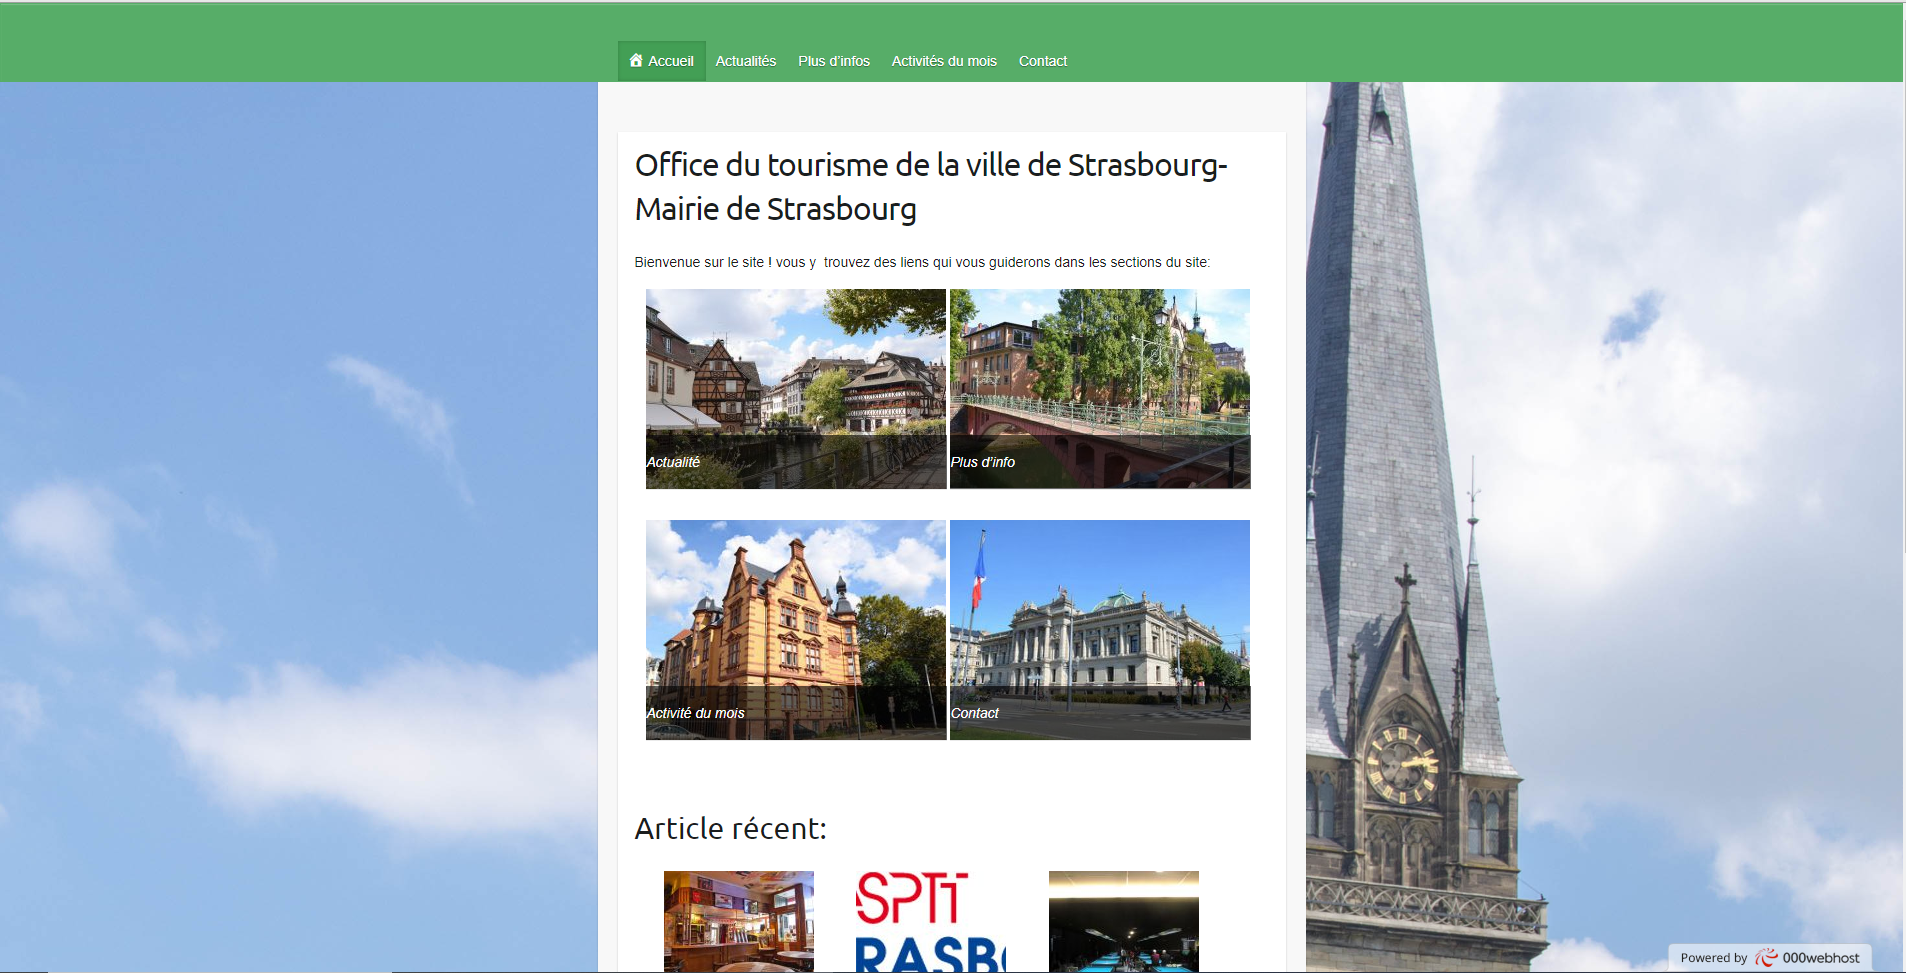 Accueil Actualités Plus d'infos Activités du mois Contact
Office du tourisme de la ville de Strasbourg-
Mairie de Strasbourg
Bienvenue sur le site ! vous y  trouvez des liens qui vous guiderons dans les sections du site:
Actualité
Plus d'info
Activité du mois
Contact
Article récent:
RASB
Powered by 000webhost